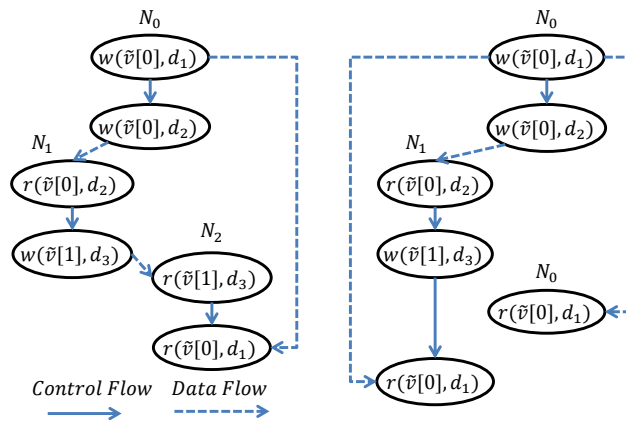 N₀
w(ṽ[0], d₁)
w(ṽ[0], d₂)
N₁
r(ṽ[0], d₂)
w(ṽ[1], d₃)
N₂
r(ṽ[1], d₃)
r(ṽ[0], d₁)
Control Flow
Data Flow
N₀
w(ṽ[0], d₁)
w(ṽ[0], d₂)
N₁
r(ṽ[0], d₂)
w(ṽ[1], d₃)
N₀
r(ṽ[0], d₁)
r(ṽ[0], d₁)